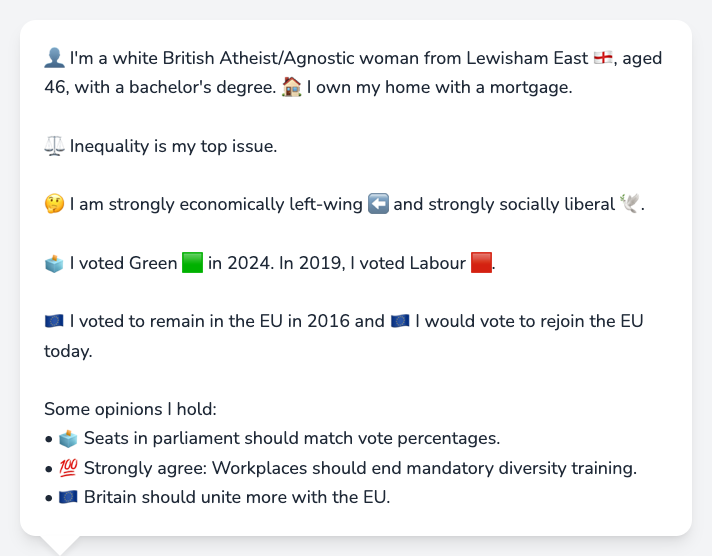 👤 I'm a white British Atheist/Agnostic woman from Lewisham East 🏴󠁧󠁢󠁥󠁮󠁧󠁿, aged
46, with a bachelor's degree. 🏠 I own my home with a mortgage.
⚖️ Inequality is my top issue.
🤔 I am strongly economically left-wing ⬅️ and strongly socially liberal 🕊️.
🗳️ I voted Green 🟩 in 2024. In 2019, I voted Labour 🟥.
🇪🇺 I voted to remain in the EU in 2016 and 🇪🇺 I would vote to rejoin the EU
today.
Some opinions I hold:
• 🗳️ Seats in parliament should match vote percentages.
• 💯 Strongly agree: Workplaces should end mandatory diversity training.
• 🇪🇺 Britain should unite more with the EU.